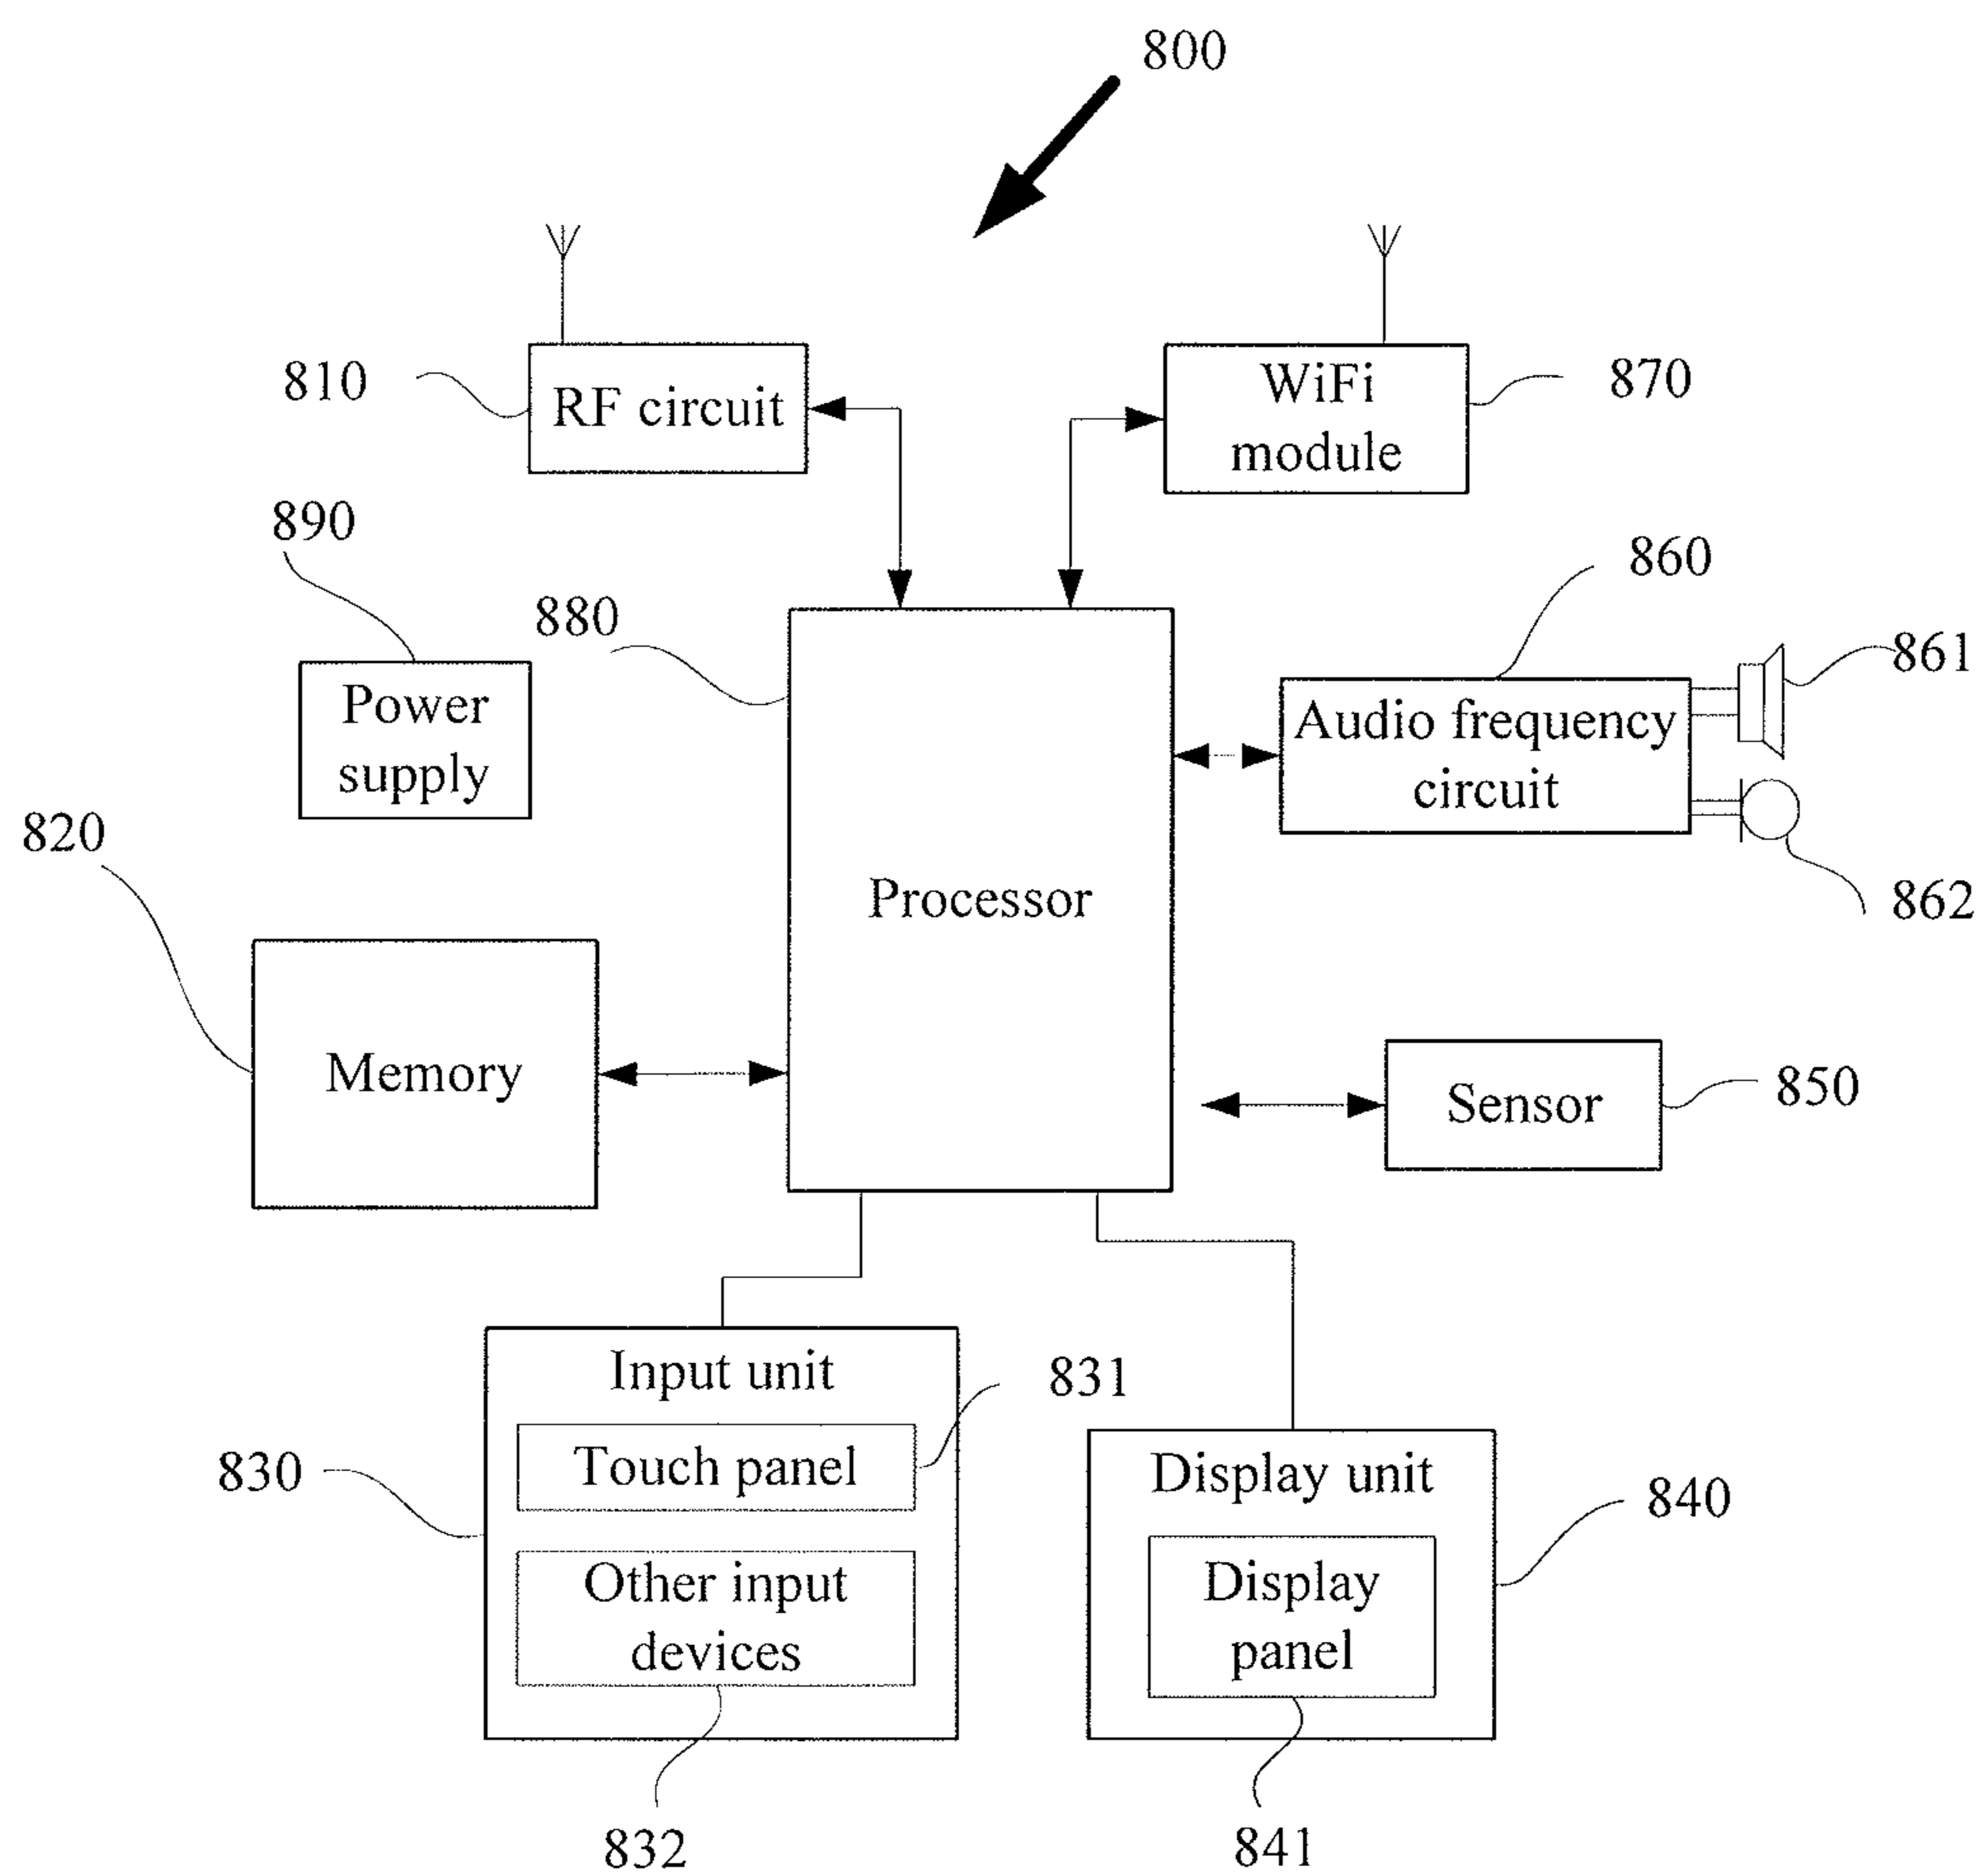 800
810
RF circuit
WiFi
module
870
890
880
860
861
Power
supply
Audio frequency
circuit
820
862
Processor
Memory
Sensor
850
Input unit
831
Touch panel
830
Display unit
840
Other input
devices
Display
panel
832
841